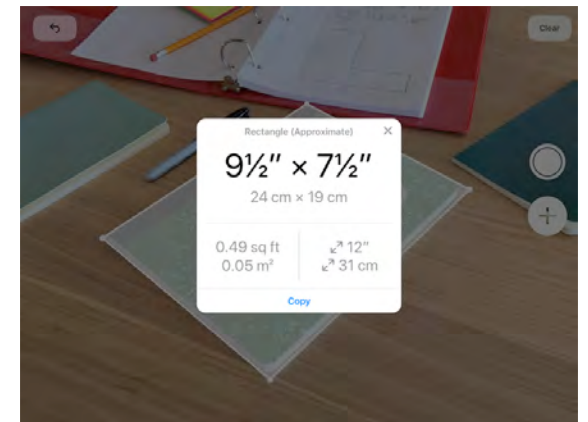 Clear
Rectangle (Approximate)
9½″ × 7½″
24 cm × 19 cm
0.49 sq ft
0.05 m²
12″
31 cm
Copy